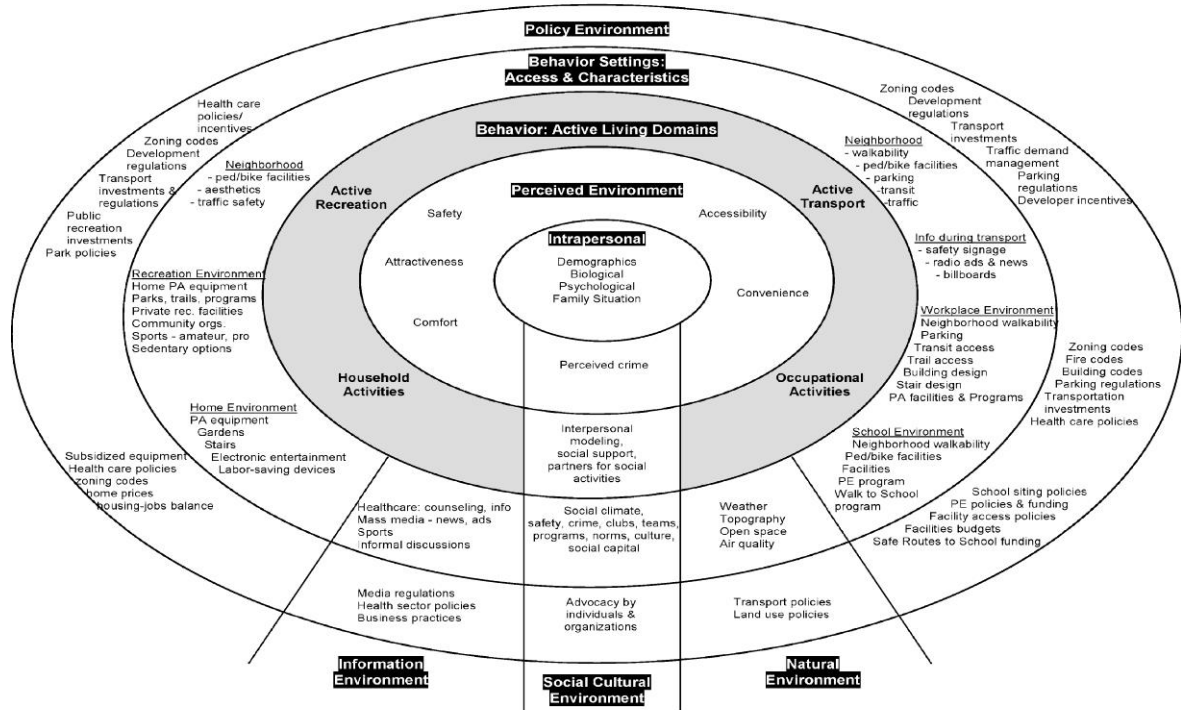 Policy Environment
Behavior Settings:
Access & Characteristics
Behavior: Active Living Domains
Perceived Environment
Intrapersonal
Demographics
Biological
Psychological
Family Situation
Safety
Attractiveness
Comfort
Accessibility
Convenience
Perceived crime
Active
Recreation
Active
Transport
Household
Activities
Occupational
Activities
Interpersonal
modeling,
social support,
partners for social
activities
Health care
policies/
incentives
Zoning codes
Development
regulations
Transport
investments &
regulations
Public
recreation
investments
Park policies
Neighborhood
- ped/bike facilities
- aesthetics
- traffic safety
Recreation Environment
Home PA equipment
Parks, trails, programs
Private rec. facilities
Community orgs.
Sports - amateur, pro
Sedentary options
Home Environment
PA equipment
Gardens
Stairs
Electronic entertainment
Labor-saving devices
Subsidized equipment
Health care policies
zoning codes
home prices
housing-jobs balance
Neighborhood
- walkability
- ped/bike facilities
- parking
-transit
-traffic
Zoning codes
Development
regulations
Transport
investments
Traffic demand
management
Parking
regulations
Developer incentives
Info during transport
- safety signage
- radio ads & news
- billboards
Workplace Environment
Neighborhood walkability
Parking
Transit access
Trail access
Building design
Stair design
PA facilities & Programs
Zoning codes
Fire codes
Building codes
Parking regulations
Transportation
investments
Health care policies
School Environment
Neighborhood walkability
Ped/bike facilities
Facilities
PE program
Walk to School
program
School siting policies
PE policies & funding
Facility access policies
Facilities budgets
Safe Routes to School funding
Healthcare: counseling, info
Mass media - news, ads
Sports
Informal discussions
Social climate,
safety, crime, clubs, teams,
programs, norms, culture,
social capital
Weather
Topography
Open space
Air quality
Media regulations
Health sector policies
Business practices
Advocacy by
individuals &
organizations
Transport policies
Land use policies
Information
Environment
Social Cultural
Environment
Natural
Environment